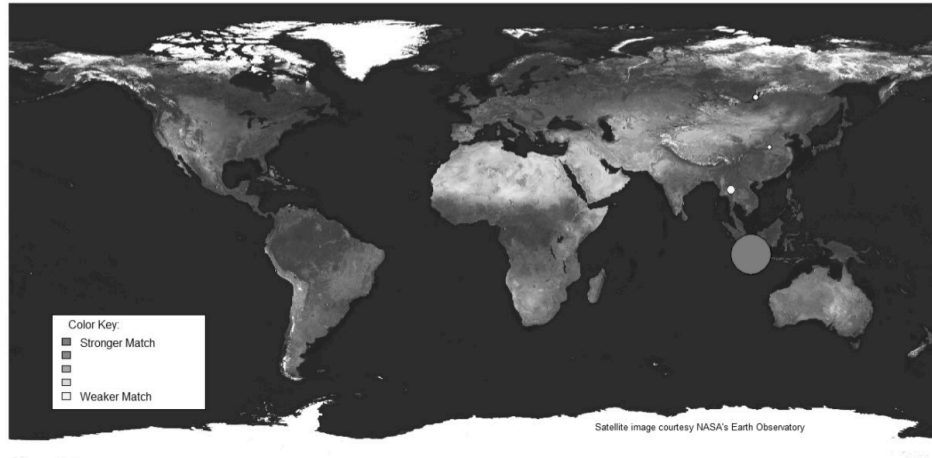 Color Key:
Stronger Match
Weaker Match
Satellite image courtesy NASA's Earth Observatory